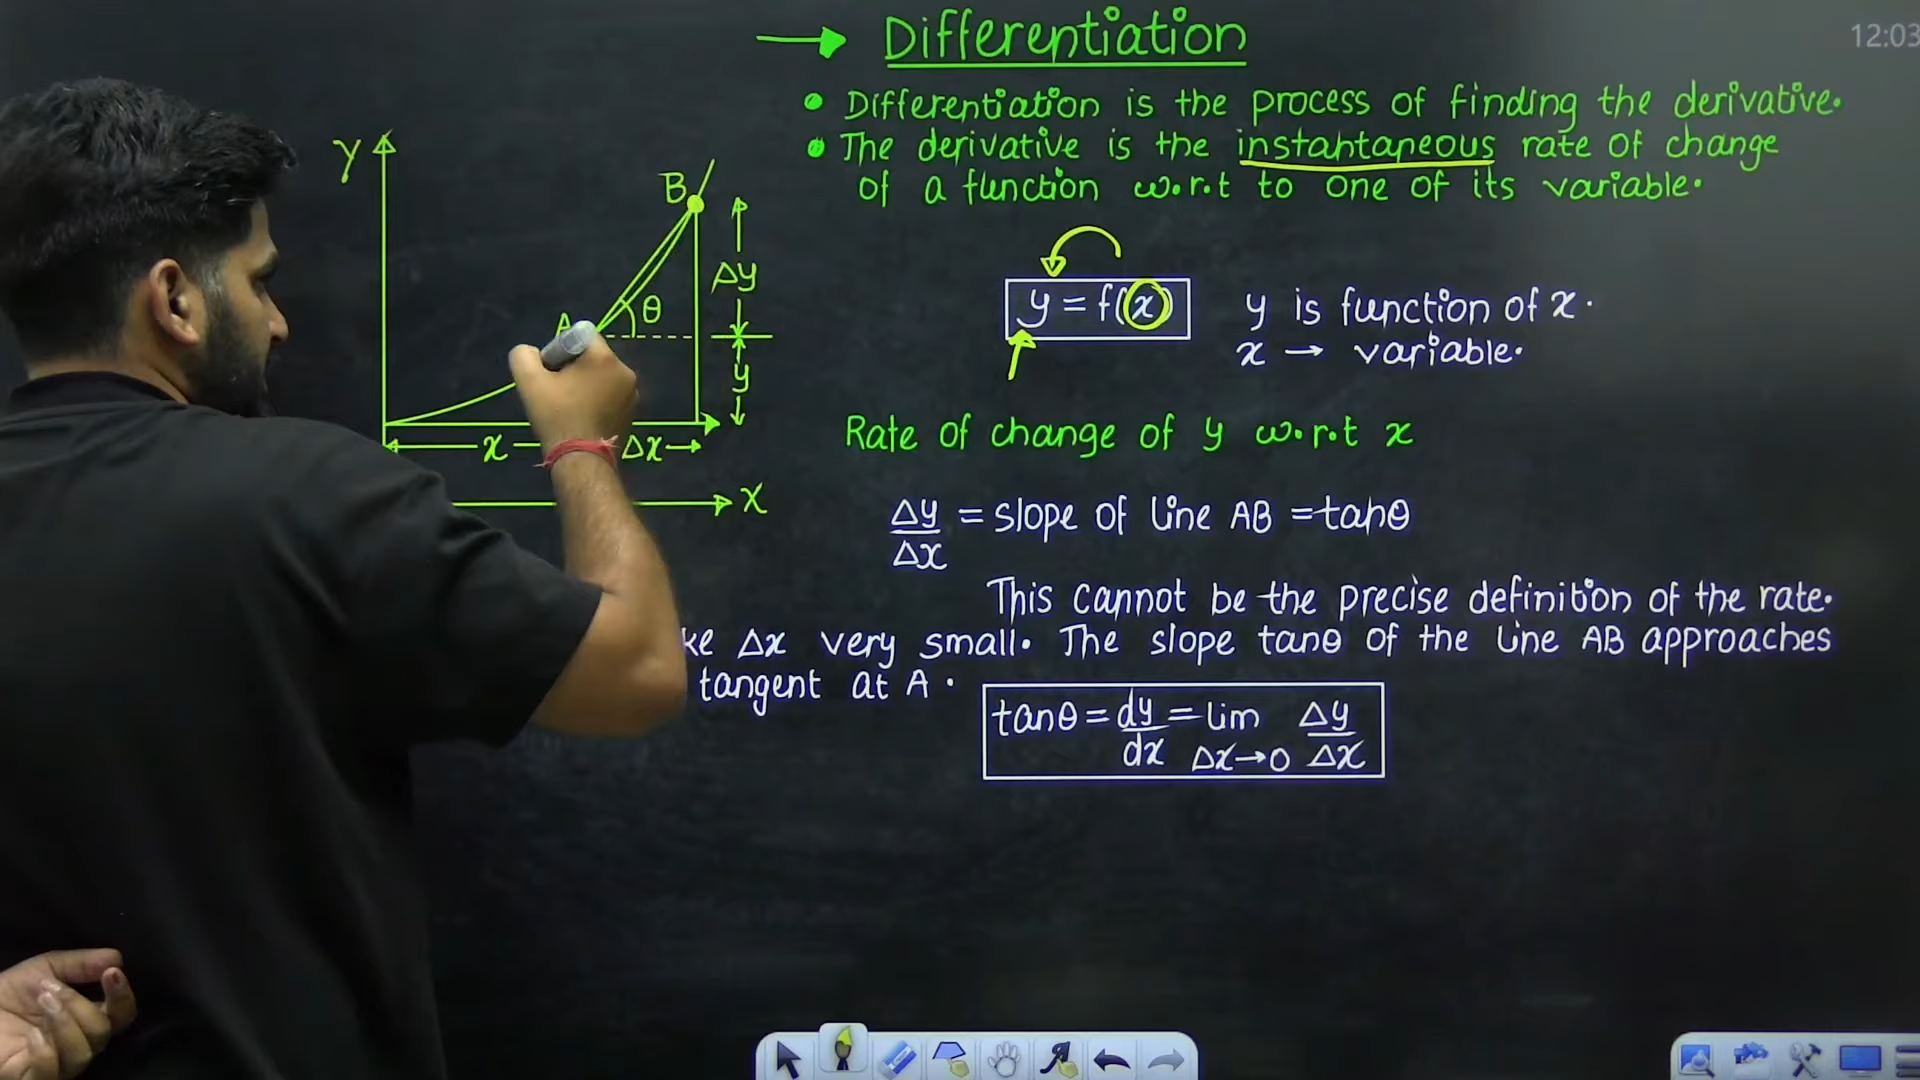 Differentiation
12:03
• Differentiation is the process of finding the derivative.
• The derivative is the instantaneous rate of change
of a function w.r.t to one of its variable.
Y
B
Δy
θ
A
y
x
Δx
X
y = f(x)
y is function of x.
x → variable.
Rate of change of y w.r.t x
Δy/Δx = slope of line AB = tanθ
This cannot be the precise definition of the rate.
Δx very small. The slope tanθ of the line AB approaches
tangent at A.
tanθ = dy/dx = lim Δx→0 Δy/Δx